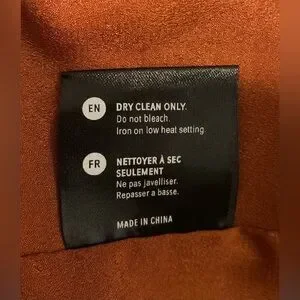 EN DRY CLEAN ONLY.
Do not bleach.
Iron on low heat setting.
FR NETTOYER À SEC
SEULEMENT
Ne pas javelliser.
Repasser a basse.
MADE IN CHINA